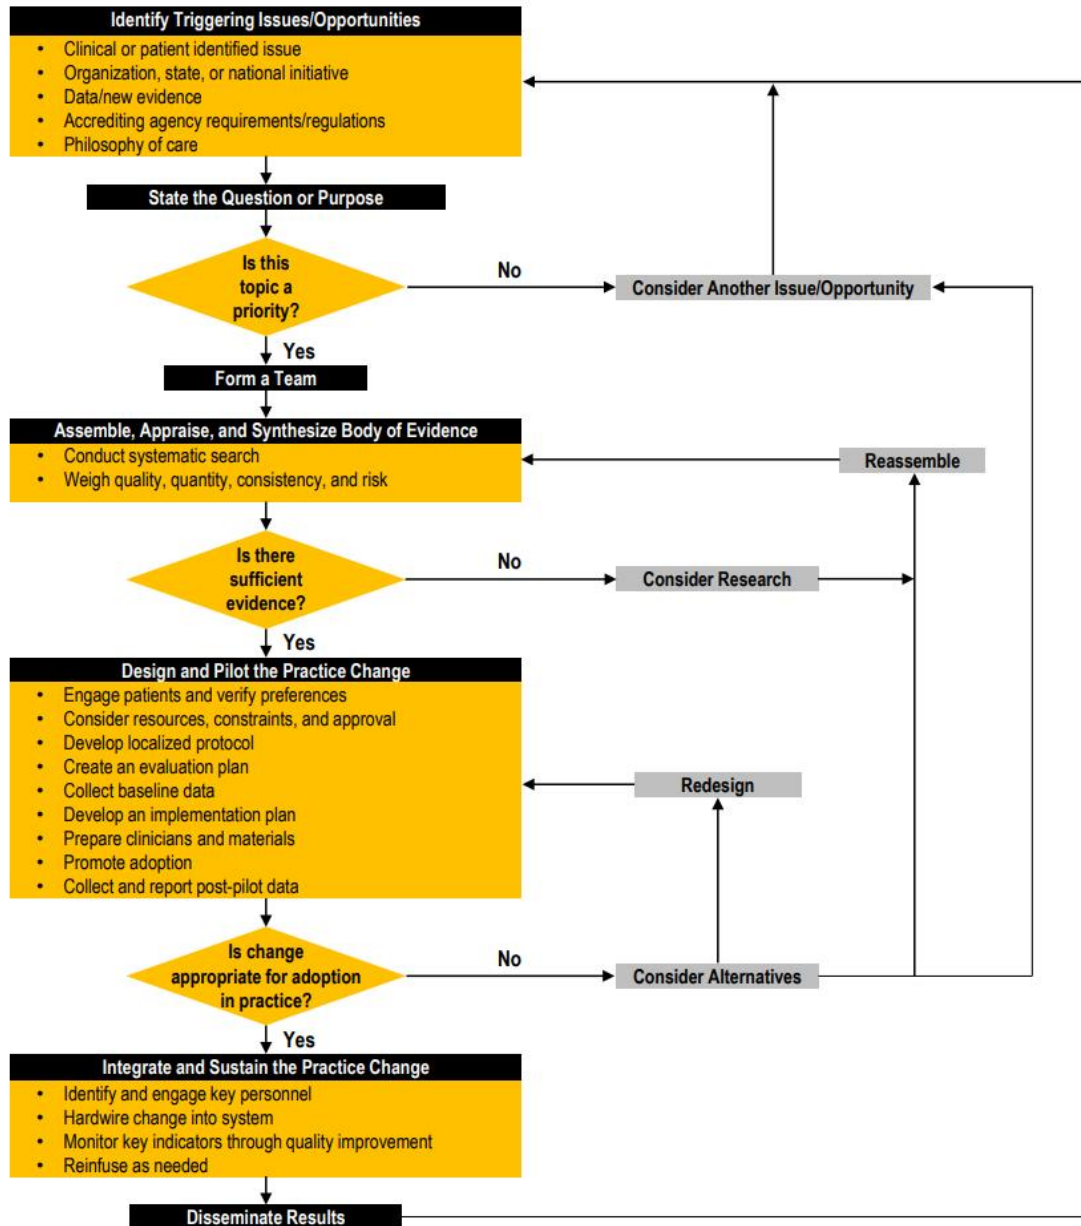 Identify Triggering Issues/Opportunities
• Clinical or patient identified issue
• Organization, state, or national initiative
• Data/new evidence
• Accrediting agency requirements/regulations
• Philosophy of care
State the Question or Purpose
Is this
topic a
priority?
No
Consider Another Issue/Opportunity
Yes
Form a Team
Assemble, Appraise, and Synthesize Body of Evidence
• Conduct systematic search
• Weigh quality, quantity, consistency, and risk
Reassemble
Is there
sufficient
evidence?
No
Consider Research
Yes
Design and Pilot the Practice Change
• Engage patients and verify preferences
• Consider resources, constraints, and approval
• Develop localized protocol
• Create an evaluation plan
• Collect baseline data
• Develop an implementation plan
• Prepare clinicians and materials
• Promote adoption
• Collect and report post-pilot data
Redesign
Is change
appropriate for adoption
in practice?
No
Consider Alternatives
Yes
Integrate and Sustain the Practice Change
• Identify and engage key personnel
• Hardwire change into system
• Monitor key indicators through quality improvement
• Reinfuse as needed
Disseminate Results